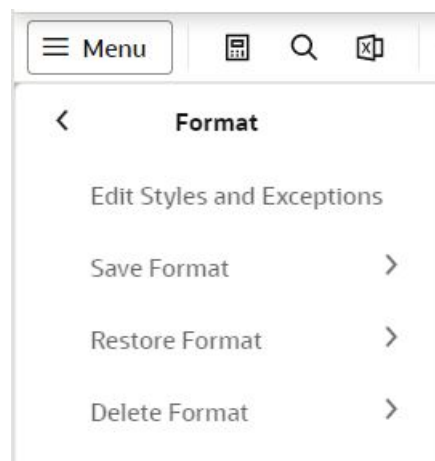 Menu
Format
Edit Styles and Exceptions
Save Format
Restore Format
Delete Format